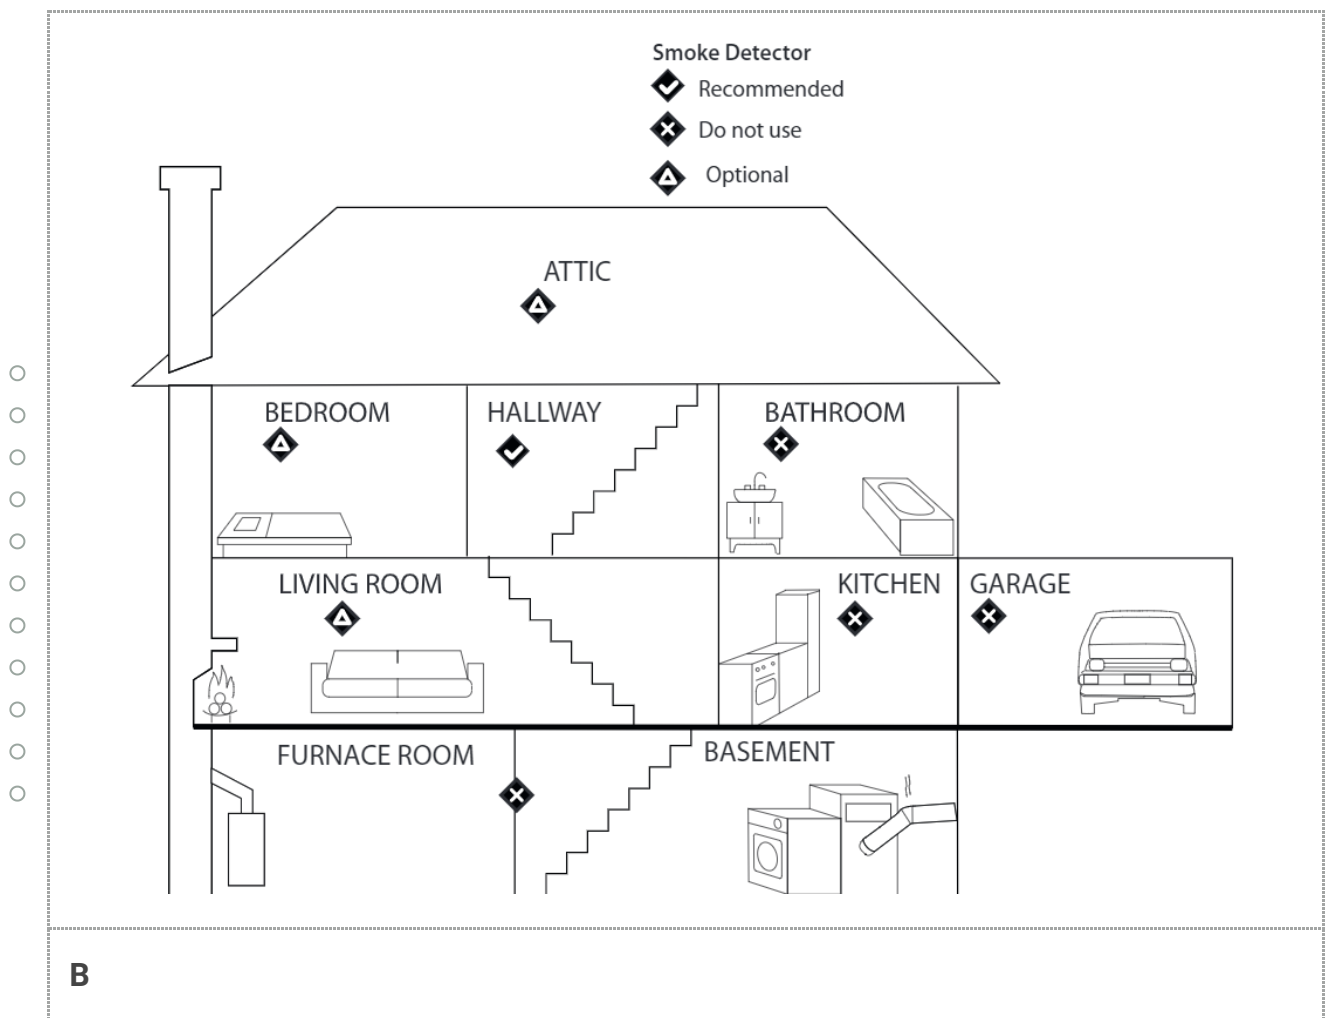 Smoke Detector
Recommended
Do not use
Optional
ATTIC
BEDROOM
HALLWAY
BATHROOM
LIVING ROOM
KITCHEN
GARAGE
FURNACE ROOM
BASEMENT
B